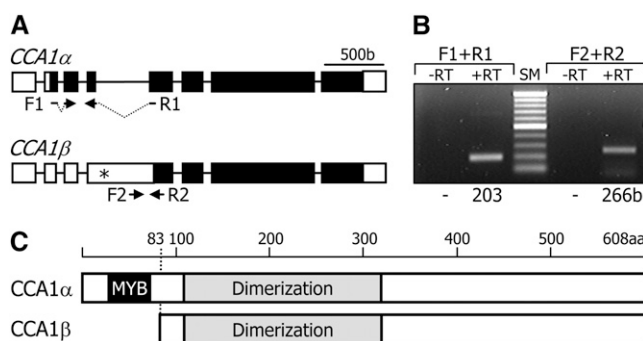 A
CCA1α
500b
F1
R1
CCA1β
*
F2
R2
B
F1+R1
F2+R2
-RT
+RT
SM
-RT
+RT
-
203
-
266b
C
83
100
200
300
400
500
608aa
CCA1α
MYB
Dimerization
CCA1β
Dimerization